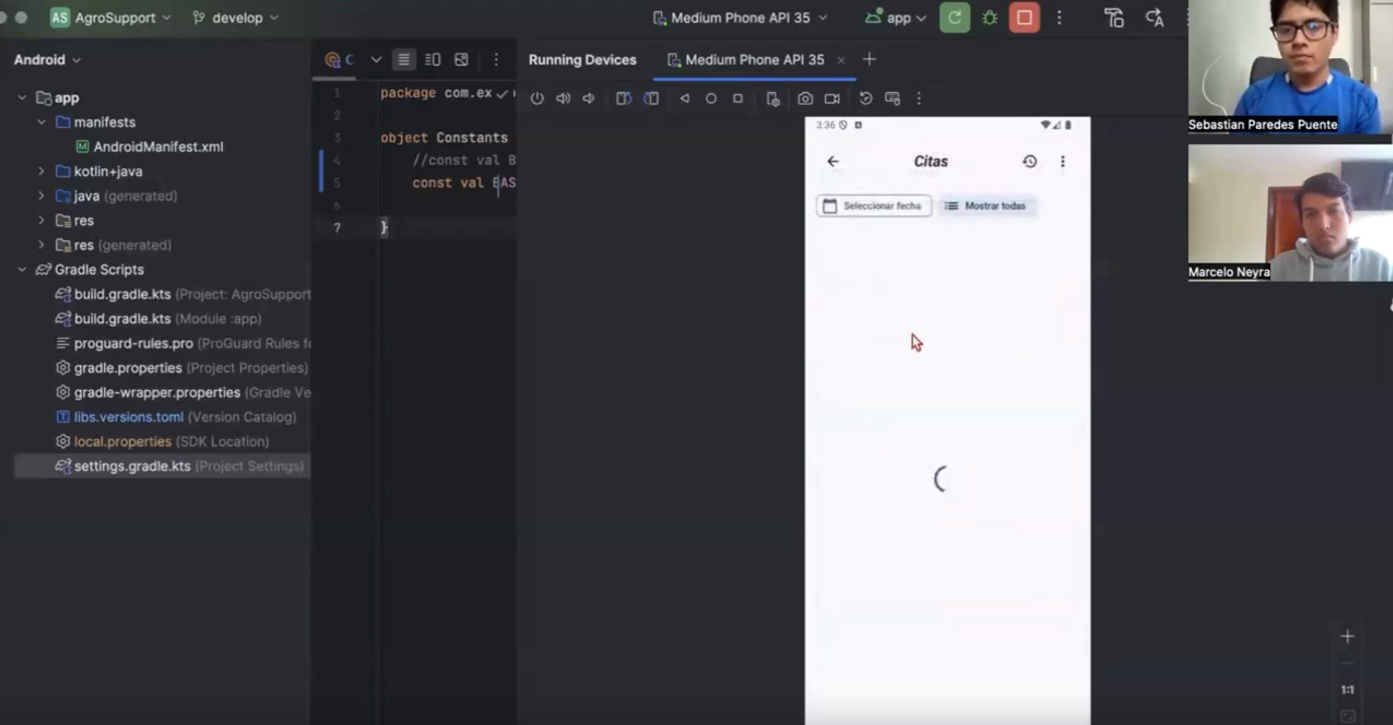 AS AgroSupport develop Medium Phone API 35 app
Android
app
manifests
AndroidManifest.xml
kotlin+java
java (generated)
res
res (generated)
Gradle Scripts
build.gradle.kts (Project: AgroSupport
build.gradle.kts (Module :app)
proguard-rules.pro (ProGuard Rules fo
gradle.properties (Project Properties)
gradle-wrapper.properties (Gradle Ve
libs.versions.toml (Version Catalog)
local.properties (SDK Location)
settings.gradle.kts (Project Settings)
C
1 package com.ex
2
3 object Constants
4 //const val B
5 const val BAS
6
7 }
Running Devices Medium Phone API 35
3:36
Citas
Seleccionar fecha Mostrar todas
Sebastian Paredes Puente
Marcelo Neyra
1:1